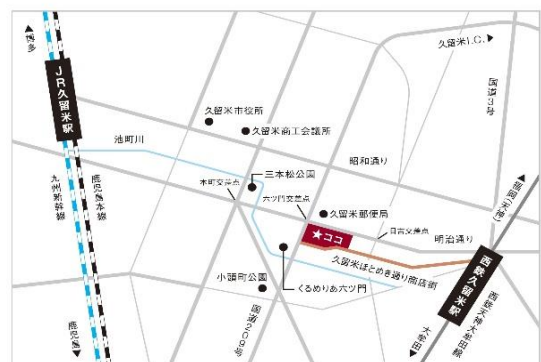 ▲博多
JR久留米駅
九州新幹線
鹿児島本線
鹿児島▼
池町川
久留米市役所
久留米商工会議所
三本松公園
本町交差点
六ツ門交差点
久留米郵便局
★ココ
日吉交差点
昭和通り
明治通り
久留米I.C.▶
国道3号
▲福岡(天神)
西鉄久留米駅
西鉄天神大牟田線
大牟田▼
久留米ほとめき通り商店街
くるめりあ六ツ門
小頭町公園
国道209号